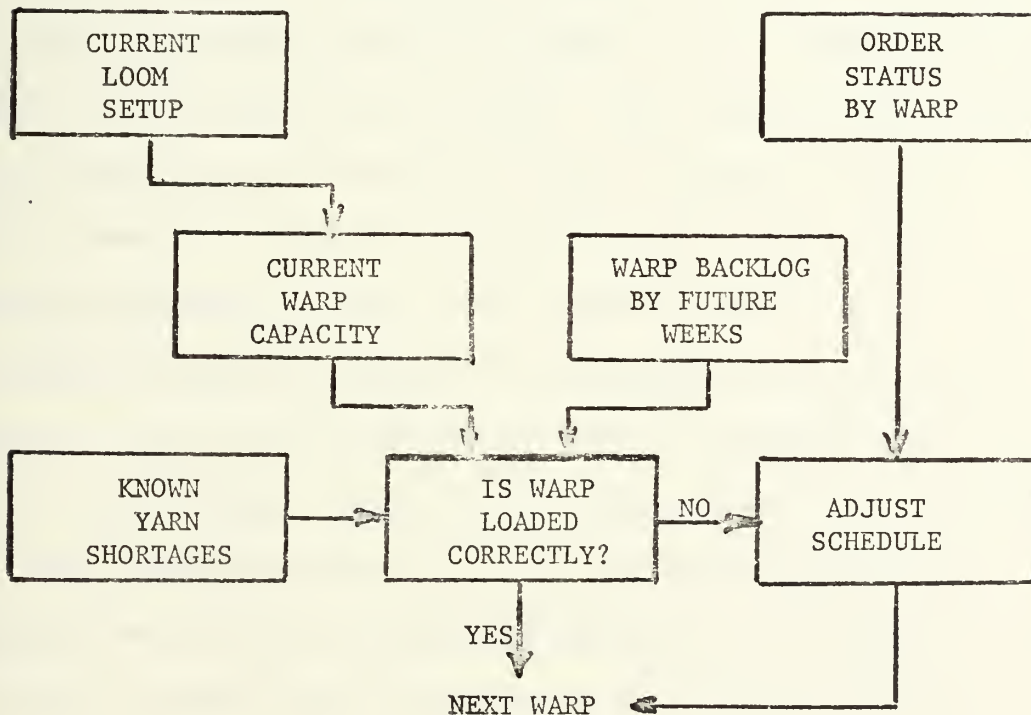 CURRENT
LOOM
SETUP
ORDER
STATUS
BY WARP
CURRENT
WARP
CAPACITY
WARP BACKLOG
BY FUTURE
WEEKS
KNOWN
YARN
SHORTAGES
IS WARP
LOADED
CORRECTLY?
NO
ADJUST
SCHEDULE
YES
NEXT WARP